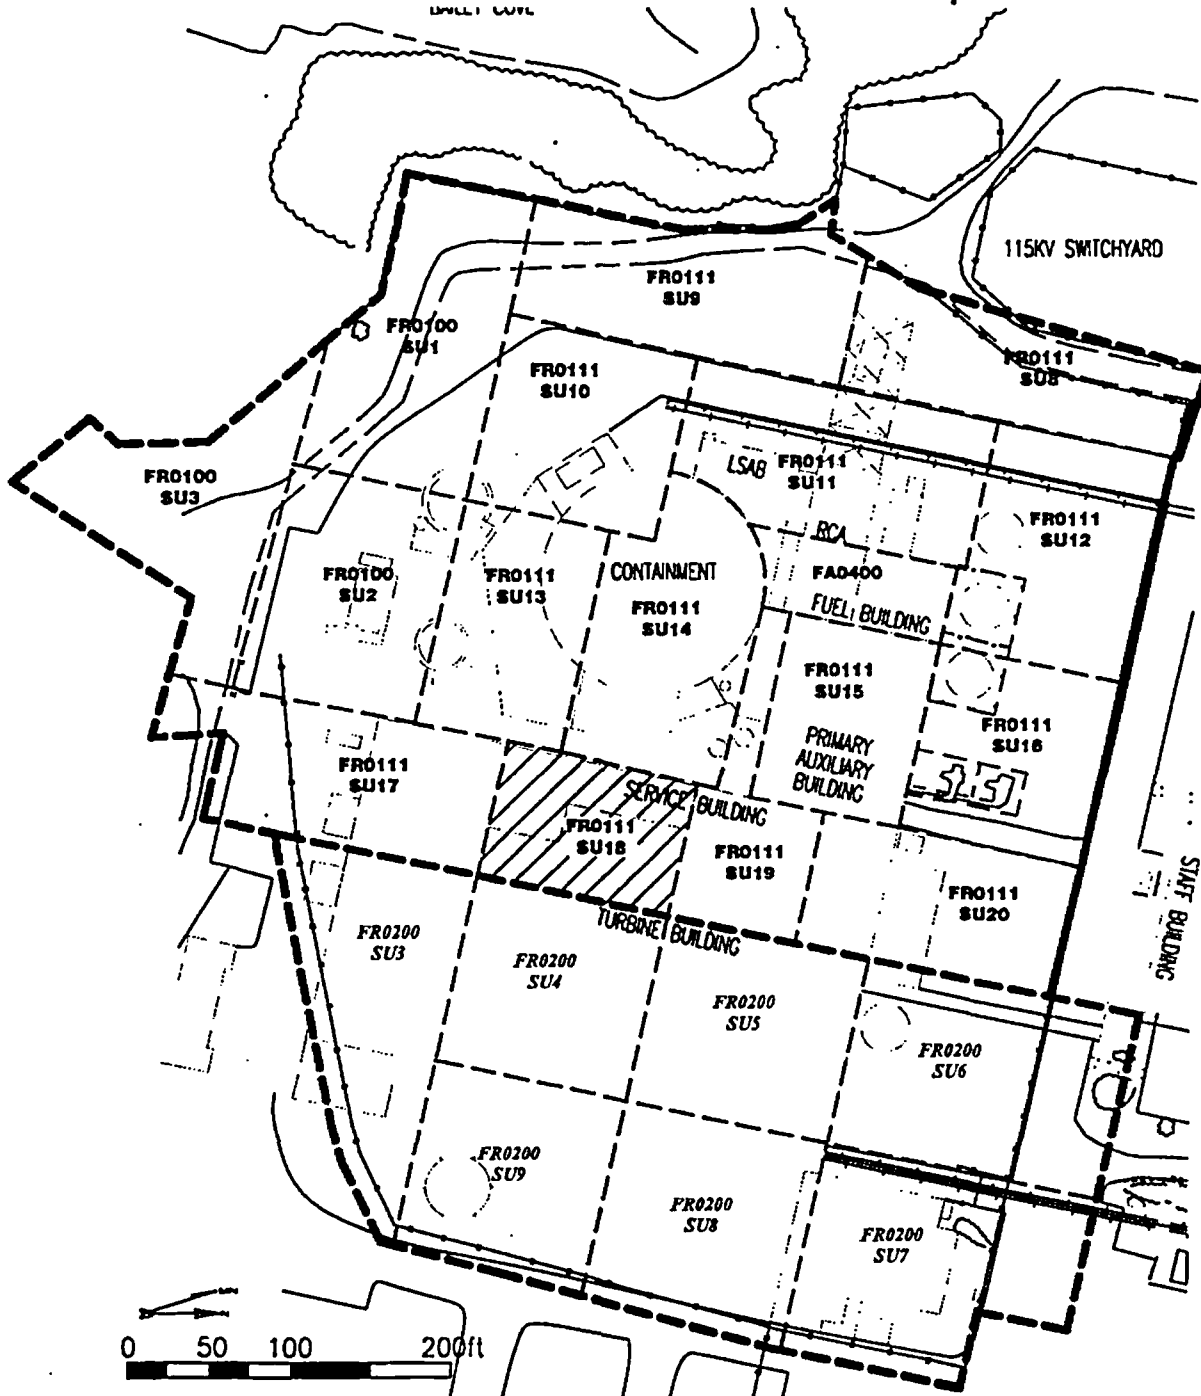 BAILEY COVE
115KV SWITCHYARD
FR0111
SU9
FR0100
SU1
FR0111
SU8
FR0111
SU10
FR0100
SU3
LSAB
FR0111
SU11
FR0111
SU12
RCA
FR0100
SU2
FR0111
SU13
CONTAINMENT
FR0111
SU14
FA0400
FUEL BUILDING
FR0111
SU15
FR0111
SU16
PRIMARY
AUXILIARY
BUILDING
FR0111
SU17
SERVICE BUILDING
FR0111
SU18
FR0111
SU19
FR0111
SU20
STAFF BUILDING
TURBINE BUILDING
FR0200
SU3
FR0200
SU4
FR0200
SU5
FR0200
SU6
FR0200
SU9
FR0200
SU8
FR0200
SU7
0 50 100 200ft